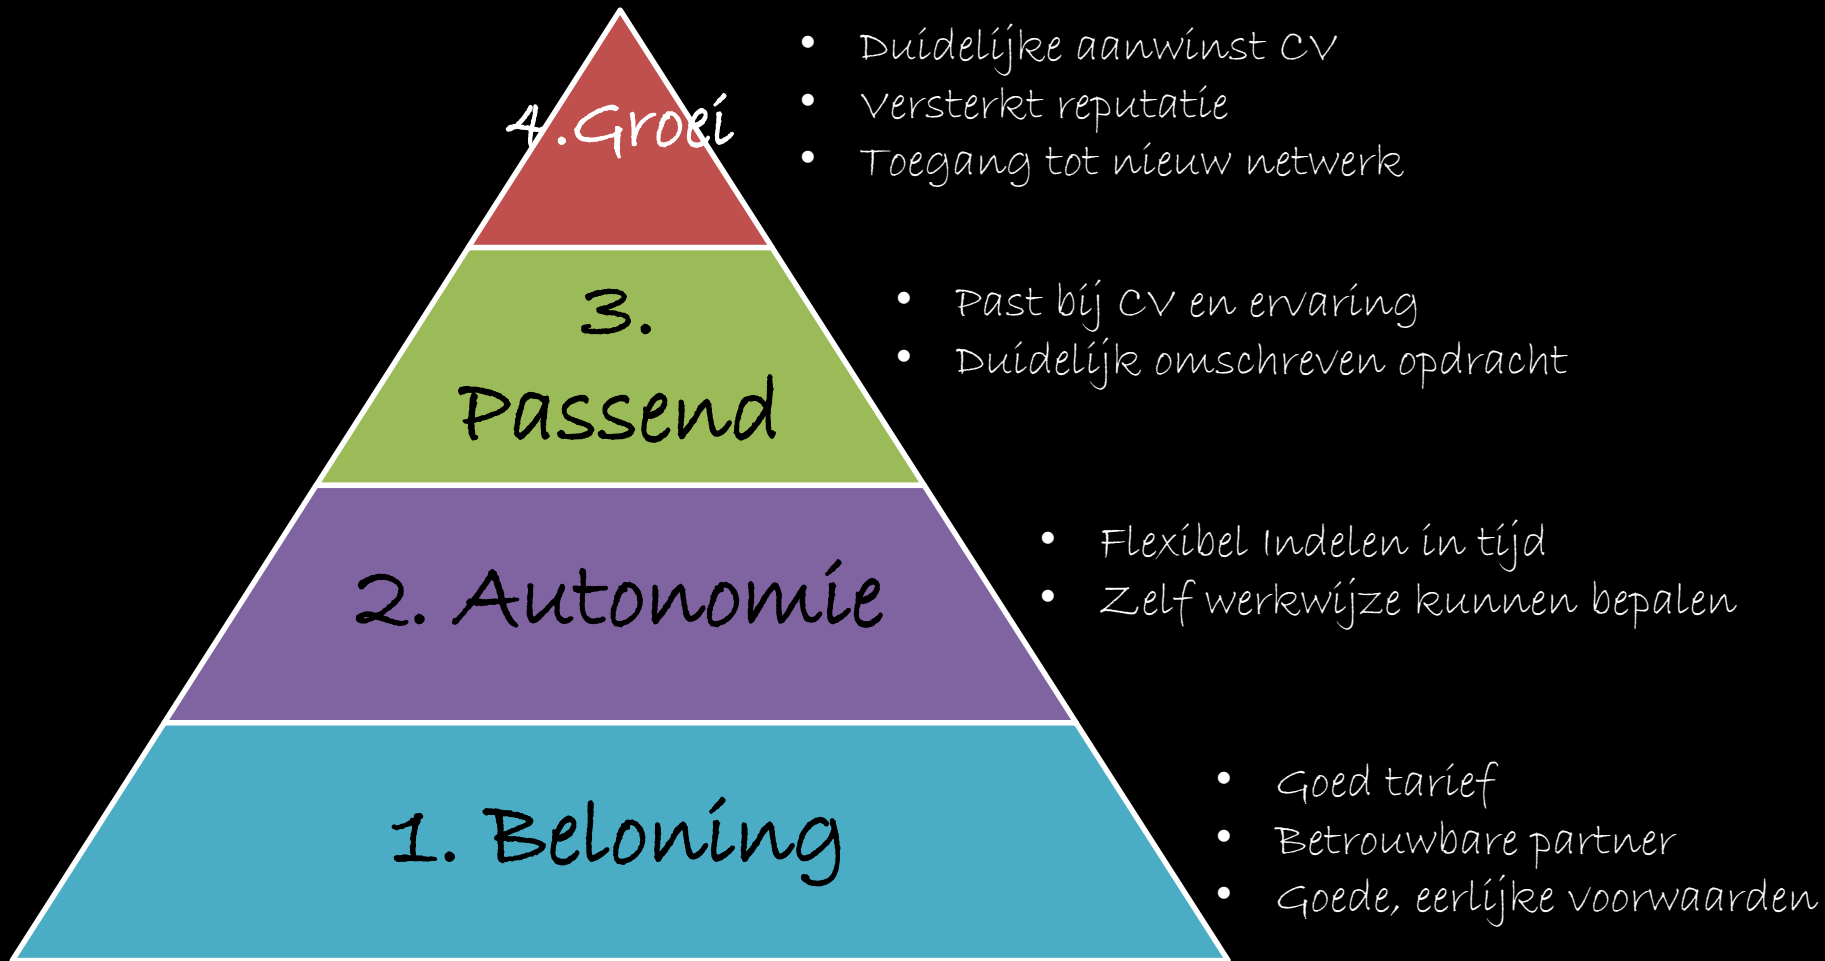 4.Groei
• Duidelijke aanwinst CV
• Versterkt reputatie
• Toegang tot nieuw netwerk
3.
Passend
• Past bij CV en ervaring
• Duidelijk omschreven opdracht
2. Autonomie
• Flexibel Indelen in tijd
• Zelf werkwijze kunnen bepalen
1. Beloning
• Goed tarief
• Betrouwbare partner
• Goede, eerlijke voorwaarden